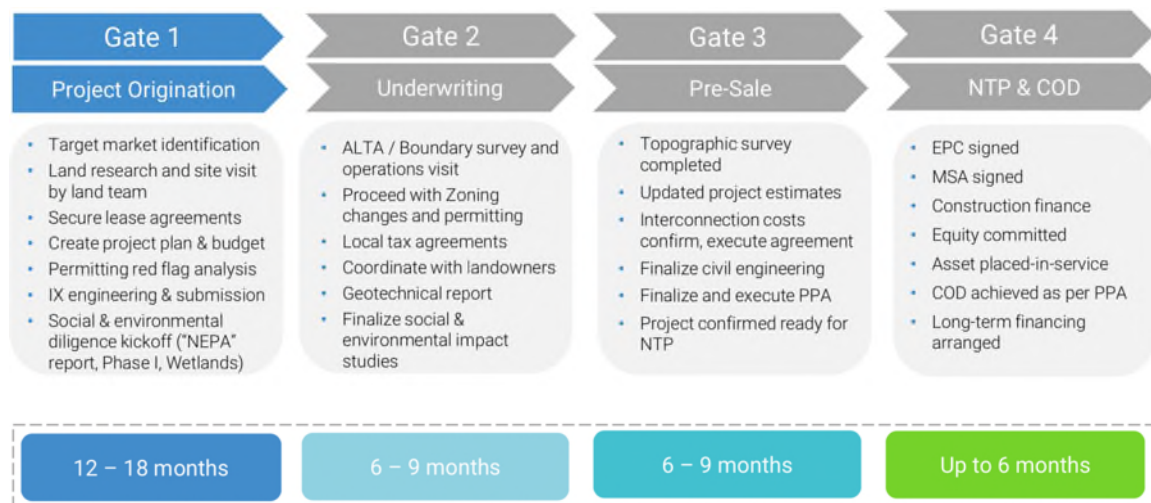 Gate 1
Project Origination
• Target market identification
• Land research and site visit
by land team
• Secure lease agreements
• Create project plan & budget
• Permitting red flag analysis
• IX engineering & submission
• Social & environmental
diligence kickoff (“NEPA”
report, Phase I, Wetlands)
12 – 18 months
Gate 2
Underwriting
• ALTA / Boundary survey and
operations visit
• Proceed with Zoning
changes and permitting
• Local tax agreements
• Coordinate with landowners
• Geotechnical report
• Finalize social &
environmental impact
studies
6 – 9 months
Gate 3
Pre-Sale
• Topographic survey
completed
• Updated project estimates
• Interconnection costs
confirm, execute agreement
• Finalize civil engineering
• Finalize and execute PPA
• Project confirmed ready for
NTP
6 – 9 months
Gate 4
NTP & COD
• EPC signed
• MSA signed
• Construction finance
• Equity committed
• Asset placed-in-service
• COD achieved as per PPA
• Long-term financing
arranged
Up to 6 months